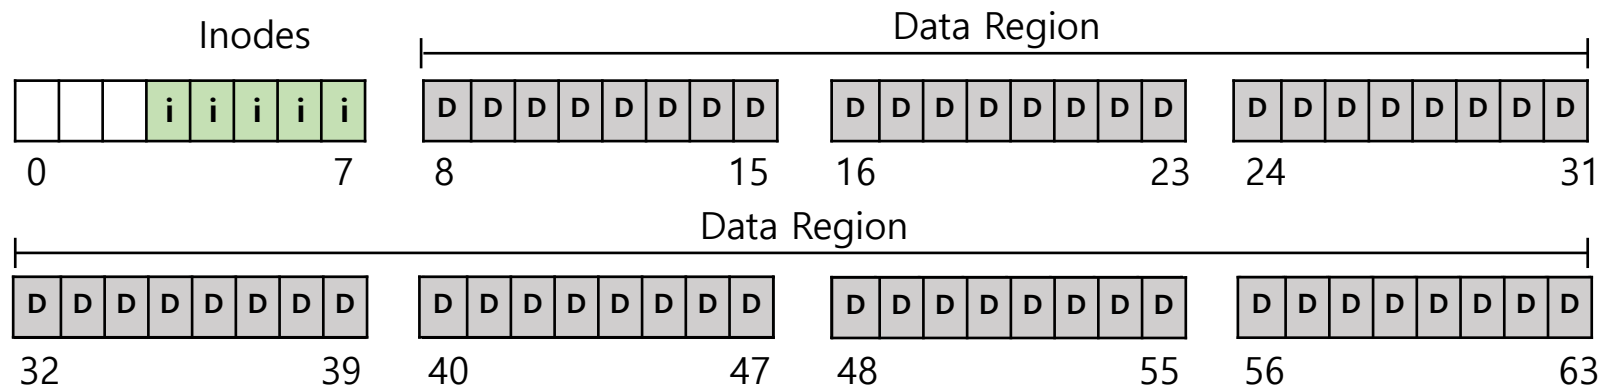 Inodes
Data Region
i i i i i D D D D D D D D D D D D D D D D D D D D D D D D
0 7 8 15 16 23 24 31
Data Region
D D D D D D D D D D D D D D D D D D D D D D D D D D D D D D D D
32 39 40 47 48 55 56 63